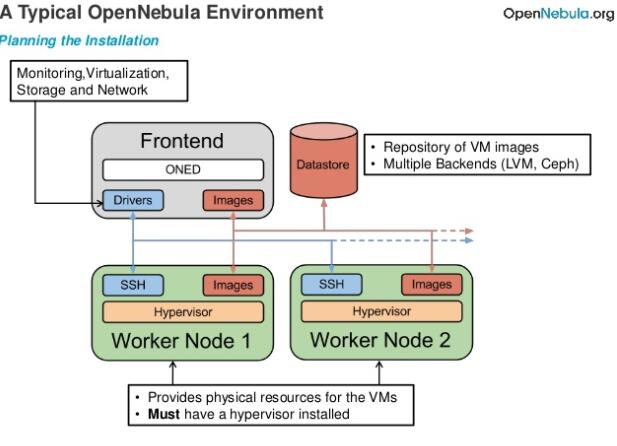 A Typical OpenNebula Environment
OpenNebula.org
Planning the Installation
Monitoring,Virtualization,
Storage and Network
Frontend
ONED
Drivers
Images
Datastore
• Repository of VM images
• Multiple Backends (LVM, Ceph)
SSH
Images
Hypervisor
Worker Node 1
SSH
Images
Hypervisor
Worker Node 2
• Provides physical resources for the VMs
• Must have a hypervisor installed